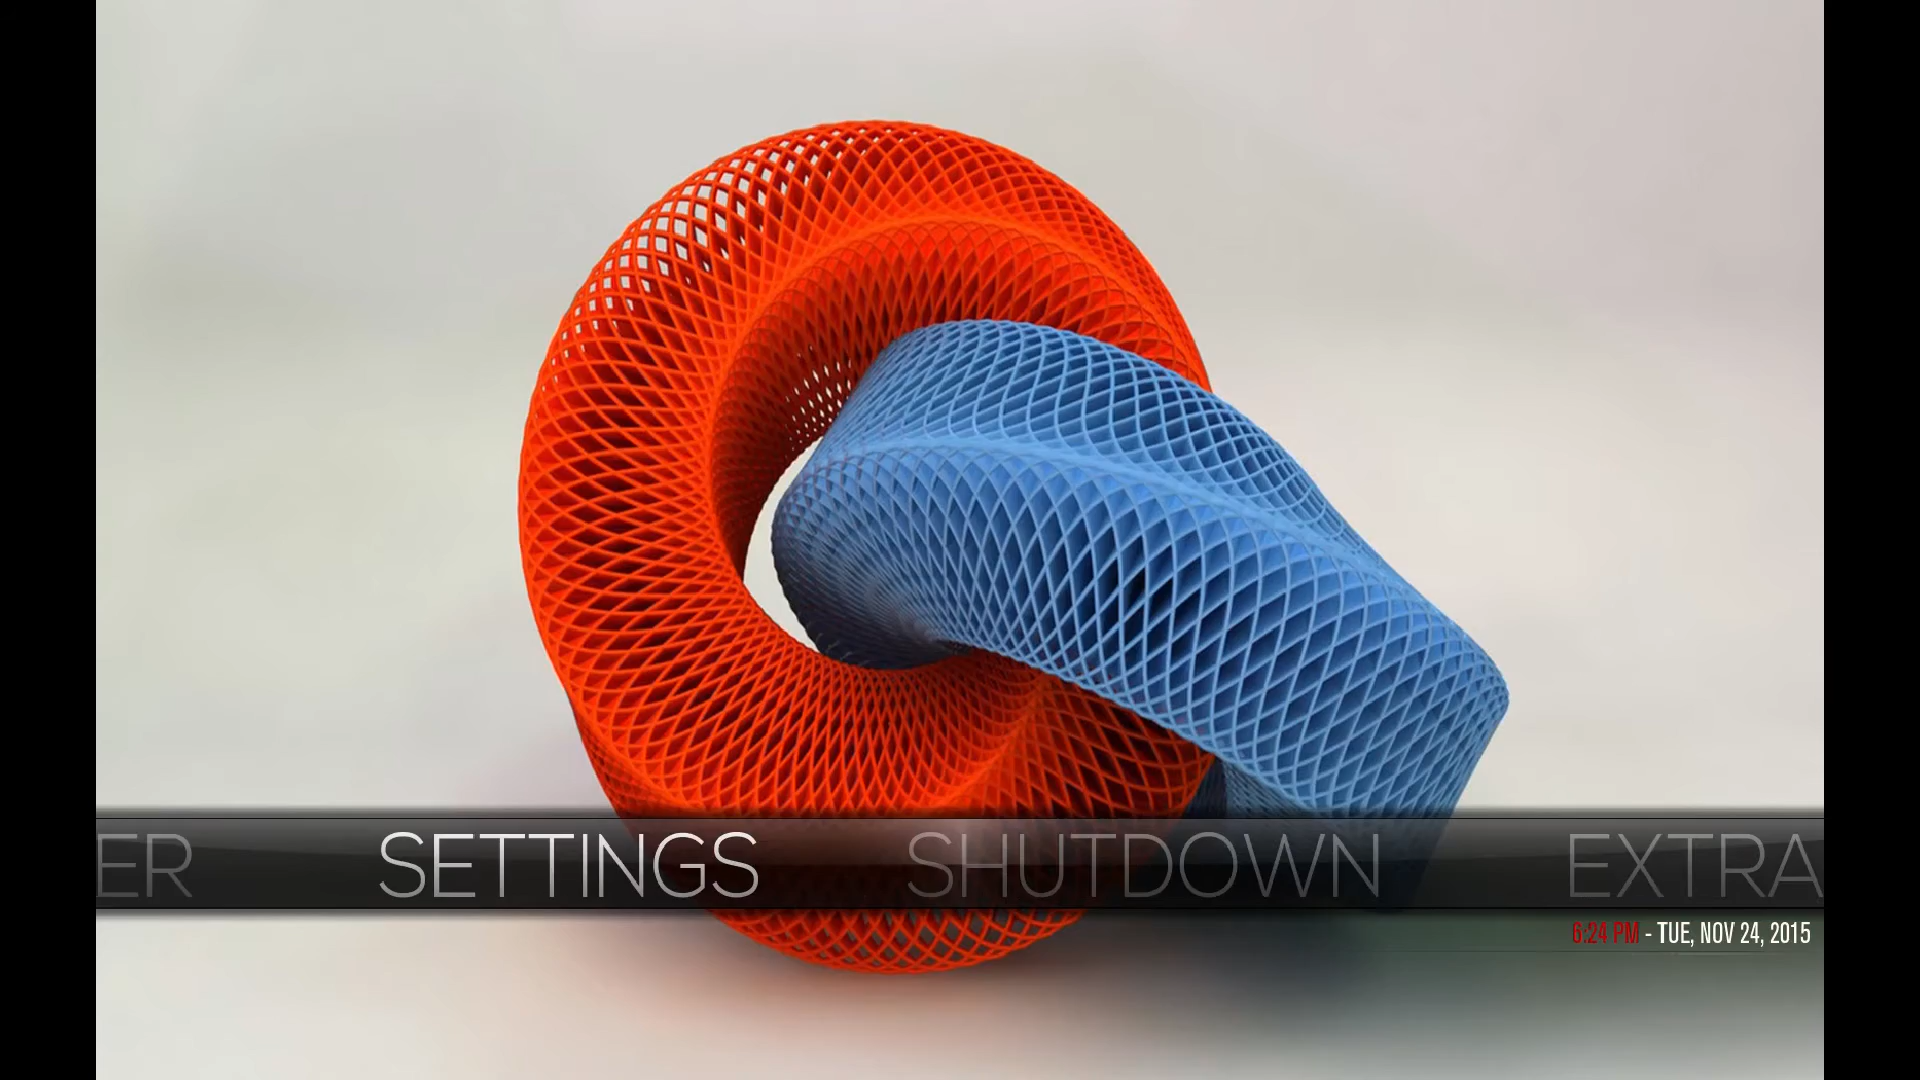 ER SETTINGS SHUTDOWN EXTRA
6:24 PM - TUE, NOV 24, 2015